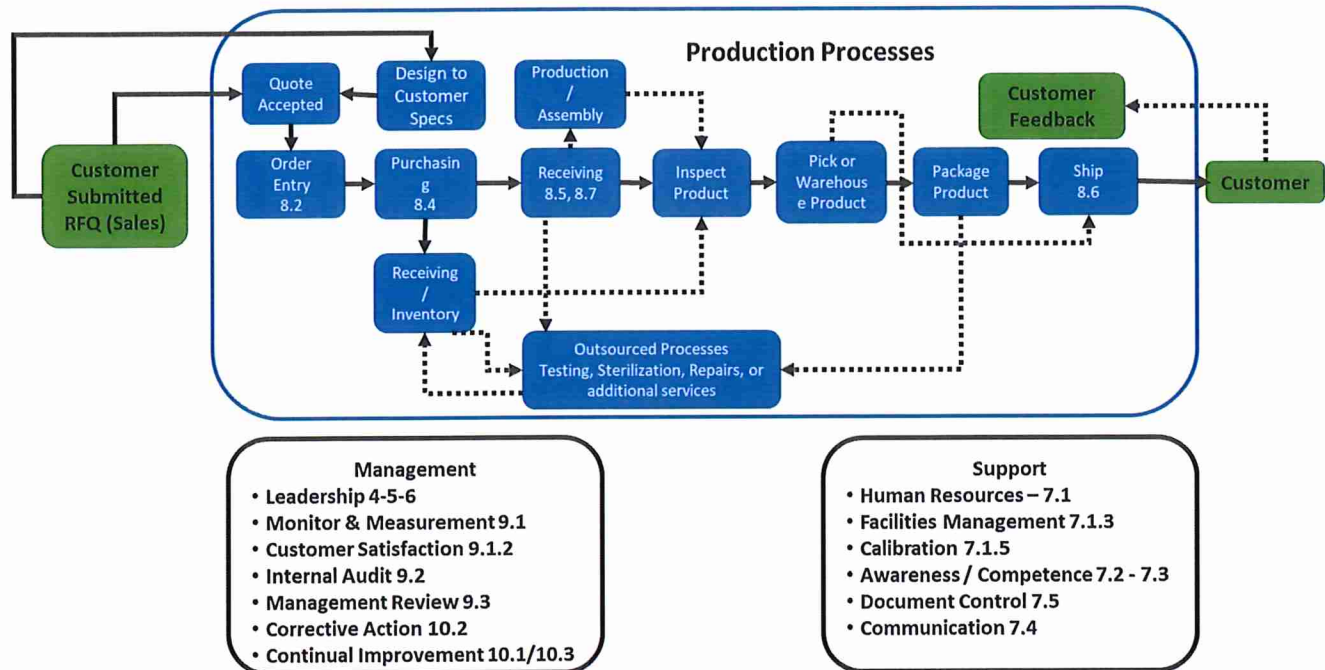 Production Processes
Quote
Accepted
Design to
Customer
Specs
Production
/
Assembly
Customer
Feedback
Customer
Submitted
RFQ (Sales)
Order
Entry
8.2
Purchasin
g
8.4
Receiving
8.5, 8.7
Inspect
Product
Pick or
Warehous
e Product
Package
Product
Ship
8.6
Customer
Receiving
/
Inventory
Outsourced Processes
Testing, Sterilization, Repairs, or
additional services
Management
• Leadership 4-5-6
• Monitor & Measurement 9.1
• Customer Satisfaction 9.1.2
• Internal Audit 9.2
• Management Review 9.3
• Corrective Action 10.2
• Continual Improvement 10.1/10.3
Support
• Human Resources – 7.1
• Facilities Management 7.1.3
• Calibration 7.1.5
• Awareness / Competence 7.2 - 7.3
• Document Control 7.5
• Communication 7.4